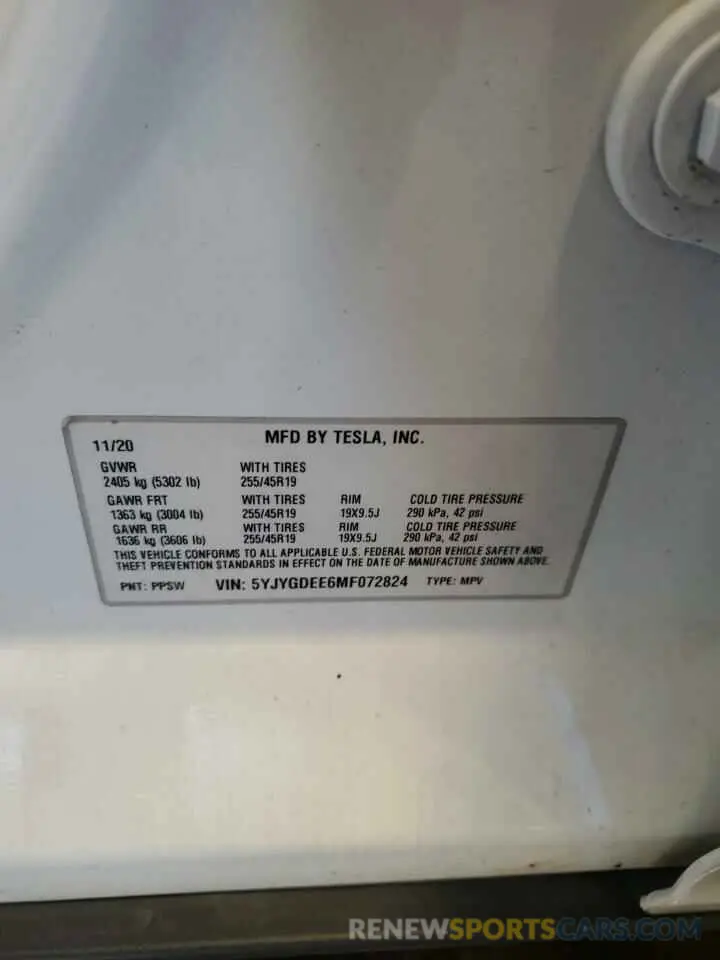 11/20 MFD BY TESLA, INC.
GVWR WITH TIRES
2405 kg (5302 lb) 255/45R19
GAWR FRT WITH TIRES RIM COLD TIRE PRESSURE
1363 kg (3004 lb) 255/45R19 19X9.5J 290 kPa, 42 psi
GAWR RR WITH TIRES RIM COLD TIRE PRESSURE
1636 kg (3606 lb) 255/45R19 19X9.5J 290 kPa, 42 psi
THIS VEHICLE CONFORMS TO ALL APPLICABLE U.S. FEDERAL MOTOR VEHICLE SAFETY AND
THEFT PREVENTION STANDARDS IN EFFECT ON THE DATE OF MANUFACTURE SHOWN ABOVE.
PNT: PPSW VIN: 5YJYGDEE6MF072824 TYPE: MPV
RENEWSPORTSCARS.COM